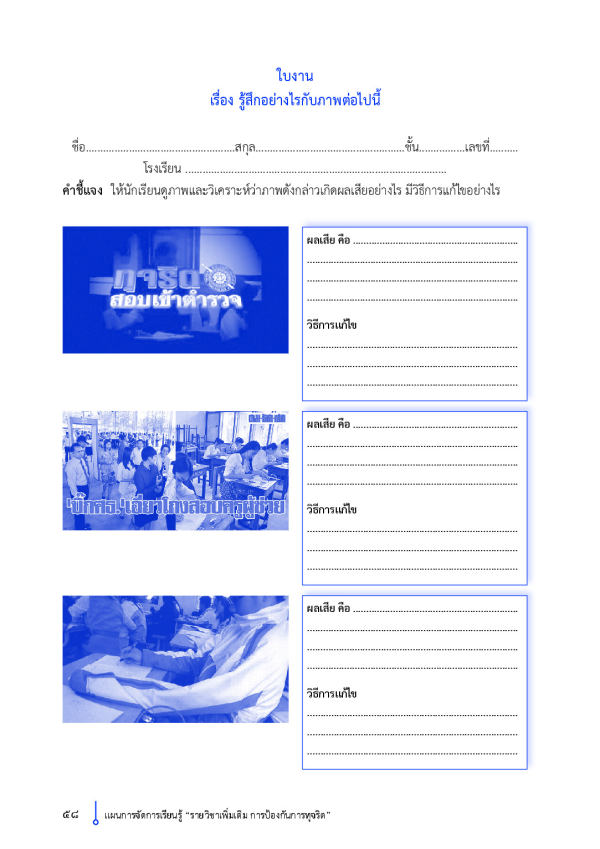 ใบงาน
เรื่อง รู้สึกอย่างไรกับภาพต่อไปนี้
ชื่อ....................................................สกุล....................................................ชั้น................เลขที่..........
โรงเรียน ..........................................................................................
คำชี้แจง ให้นักเรียนดูภาพและวิเคราะห์ว่าภาพดังกล่าวเกิดผลเสียอย่างไร มีวิธีการแก้ไขอย่างไร
ทุจริต
สอบเข้าตำรวจ
ผลเสีย คือ ..............................................................
................................................................................
................................................................................
................................................................................
วิธีการแก้ไข
................................................................................
................................................................................
................................................................................
'บิ๊กศธ.'เอี่ยวโกงสอบครูผู้ช่วย
ผลเสีย คือ ..............................................................
................................................................................
................................................................................
................................................................................
วิธีการแก้ไข
................................................................................
................................................................................
................................................................................
ผลเสีย คือ ..............................................................
................................................................................
................................................................................
................................................................................
วิธีการแก้ไข
................................................................................
................................................................................
................................................................................
๕๘ แผนการจัดการเรียนรู้ “รายวิชาเพิ่มเติม การป้องกันการทุจริต”